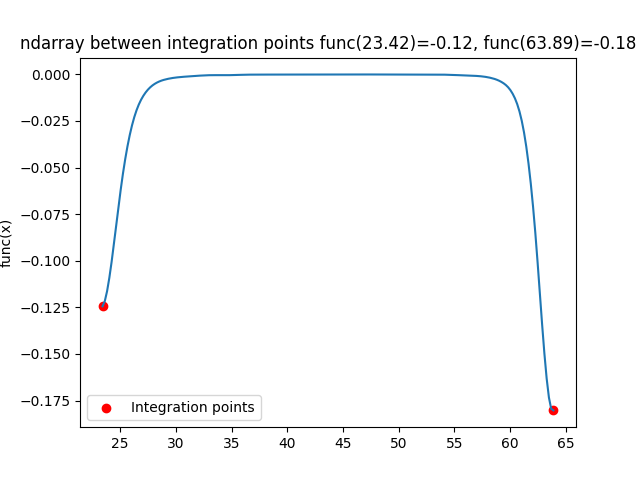 ndarray between integration points func(23.42)=-0.12, func(63.89)=-0.18
func(x)
0.000
−0.025
−0.050
−0.075
−0.100
−0.125
−0.150
−0.175
Integration points
25 30 35 40 45 50 55 60 65